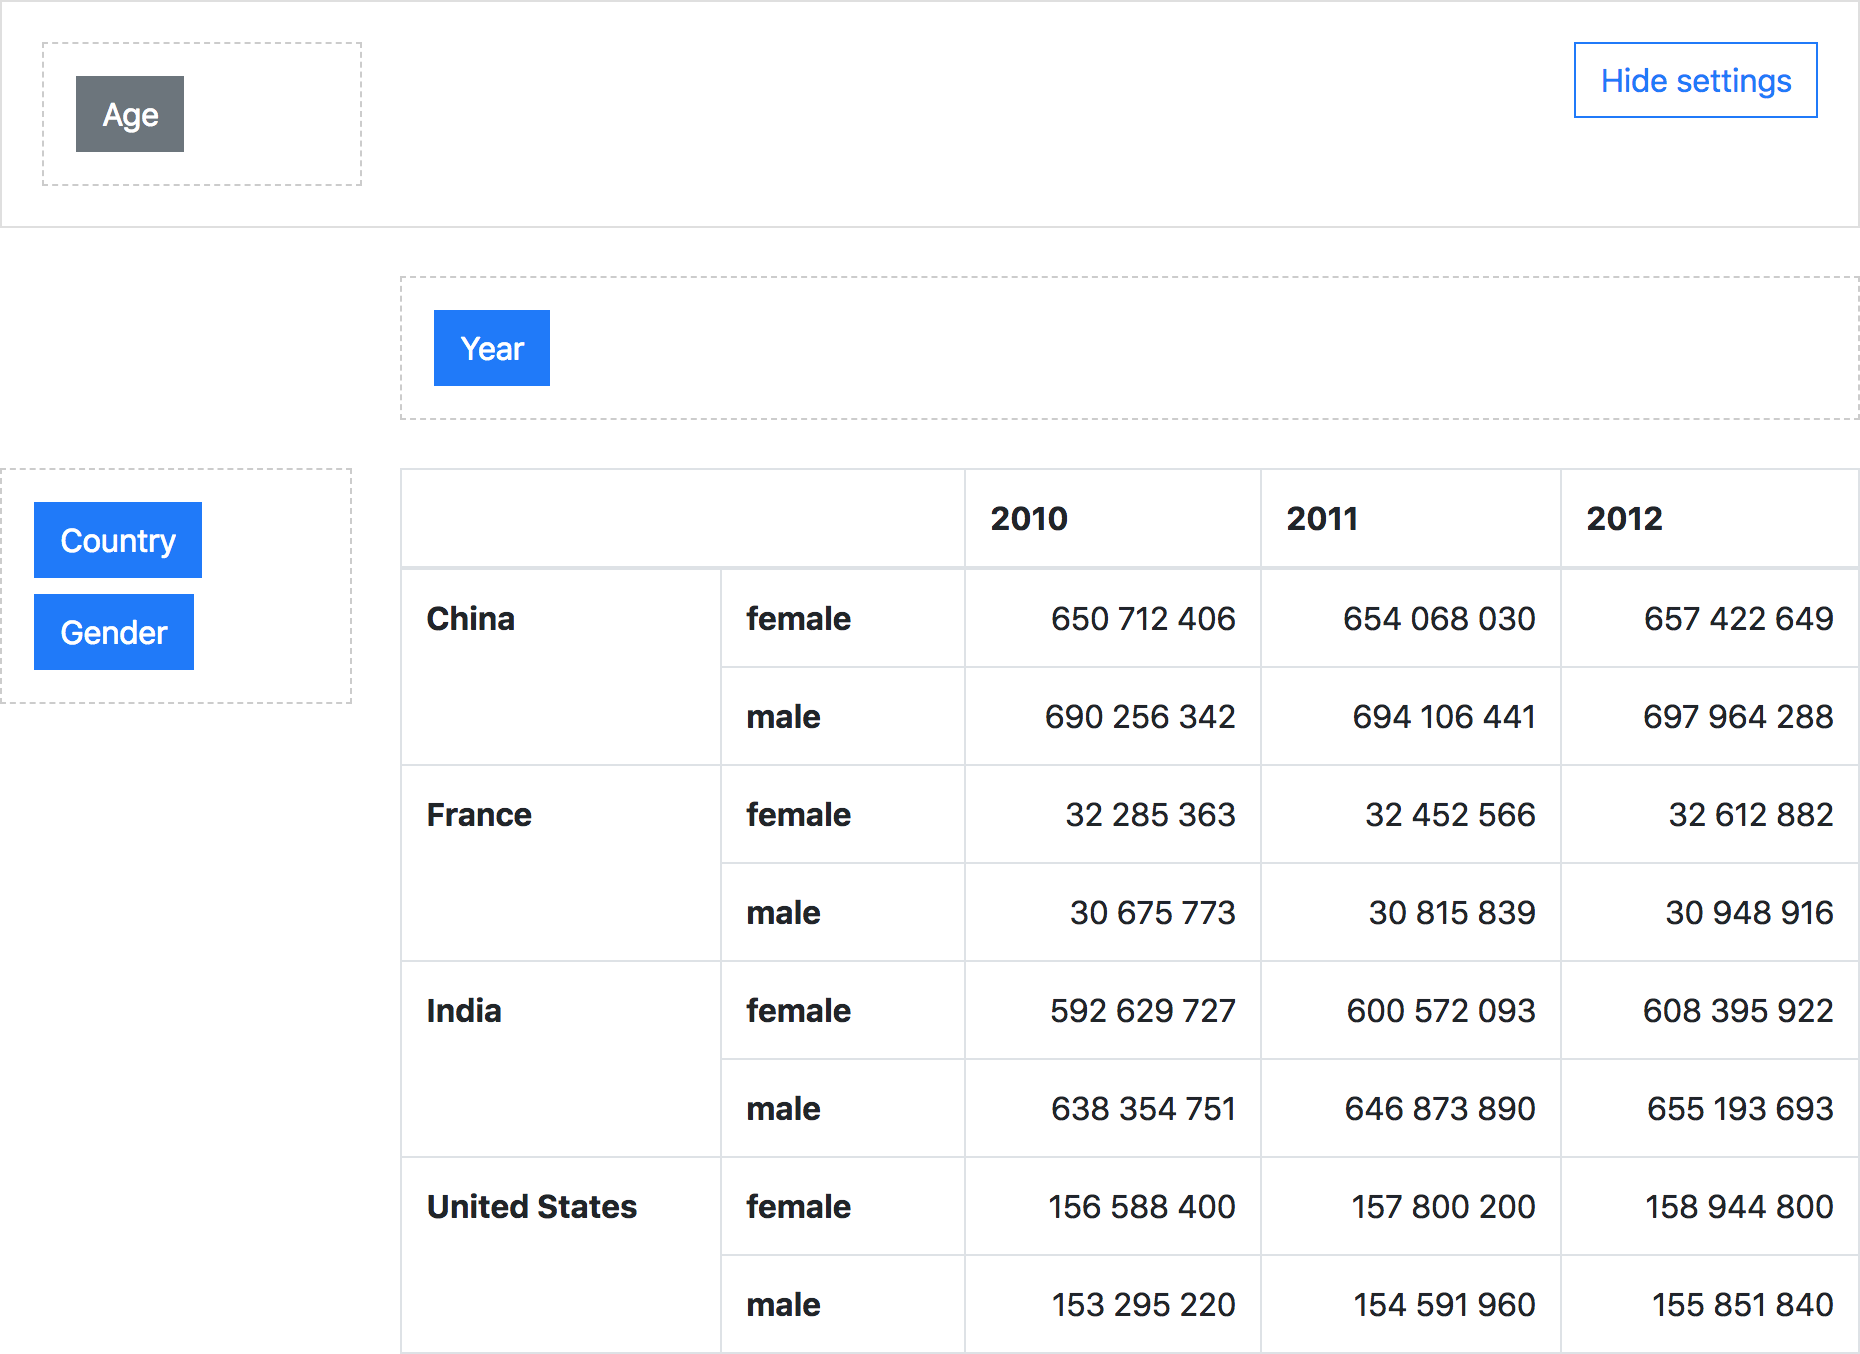 Age
Hide settings
Year
Country
Gender
2010 2011 2012
China female 650 712 406 654 068 030 657 422 649
male 690 256 342 694 106 441 697 964 288
France female 32 285 363 32 452 566 32 612 882
male 30 675 773 30 815 839 30 948 916
India female 592 629 727 600 572 093 608 395 922
male 638 354 751 646 873 890 655 193 693
United States female 156 588 400 157 800 200 158 944 800
male 153 295 220 154 591 960 155 851 840